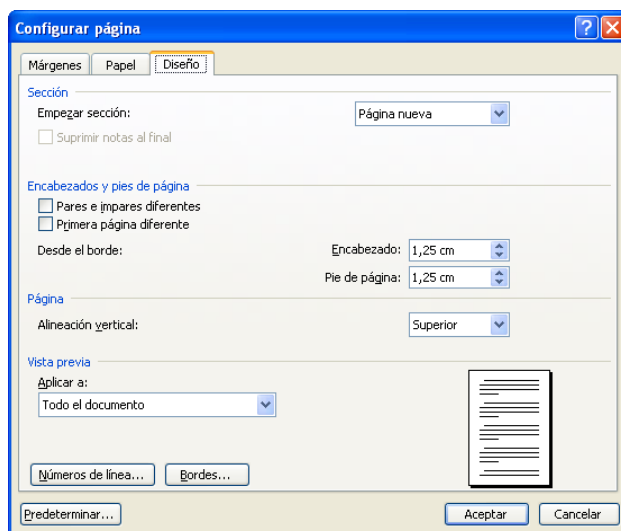 Configurar página
Márgenes Papel Diseño
Sección
Empezar sección: Página nueva
Suprimir notas al final
Encabezados y pies de página
Pares e impares diferentes
Primera página diferente
Desde el borde: Encabezado: 1,25 cm
Pie de página: 1,25 cm
Página
Alineación vertical: Superior
Vista previa
Aplicar a:
Todo el documento
Números de línea... Bordes...
Predeterminar... Aceptar Cancelar